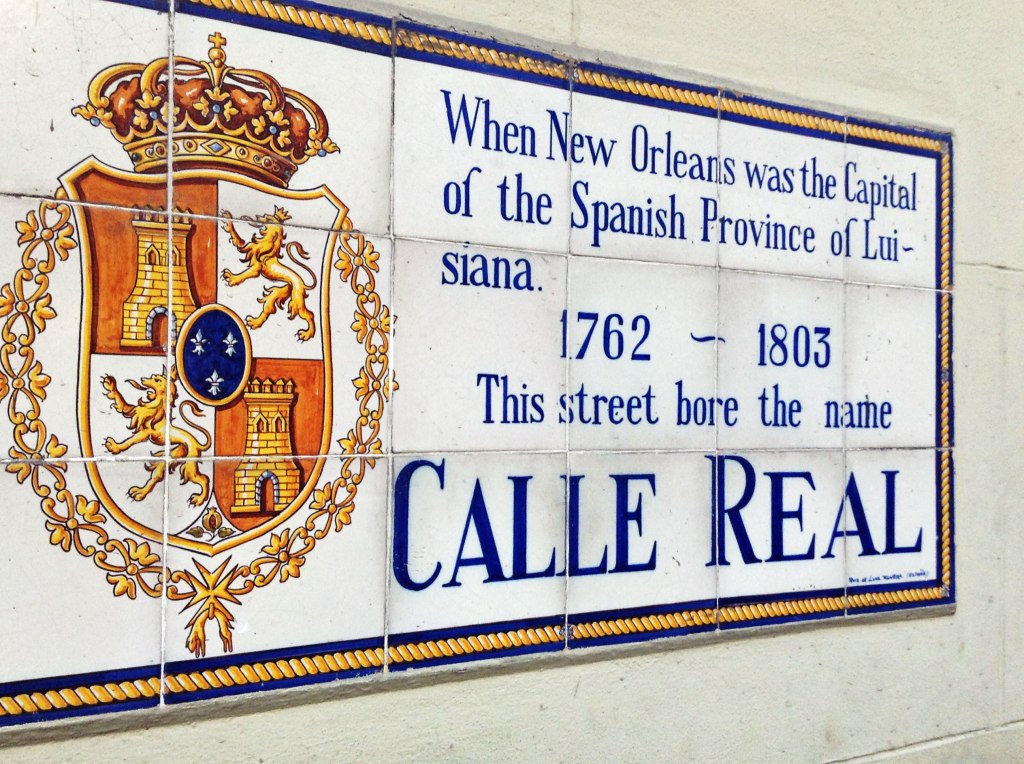 When New Orleans was the Capital
of the Spanish Province of Lui~
siana.
1762 ~ 1803
This street bore the name
CALLE REAL